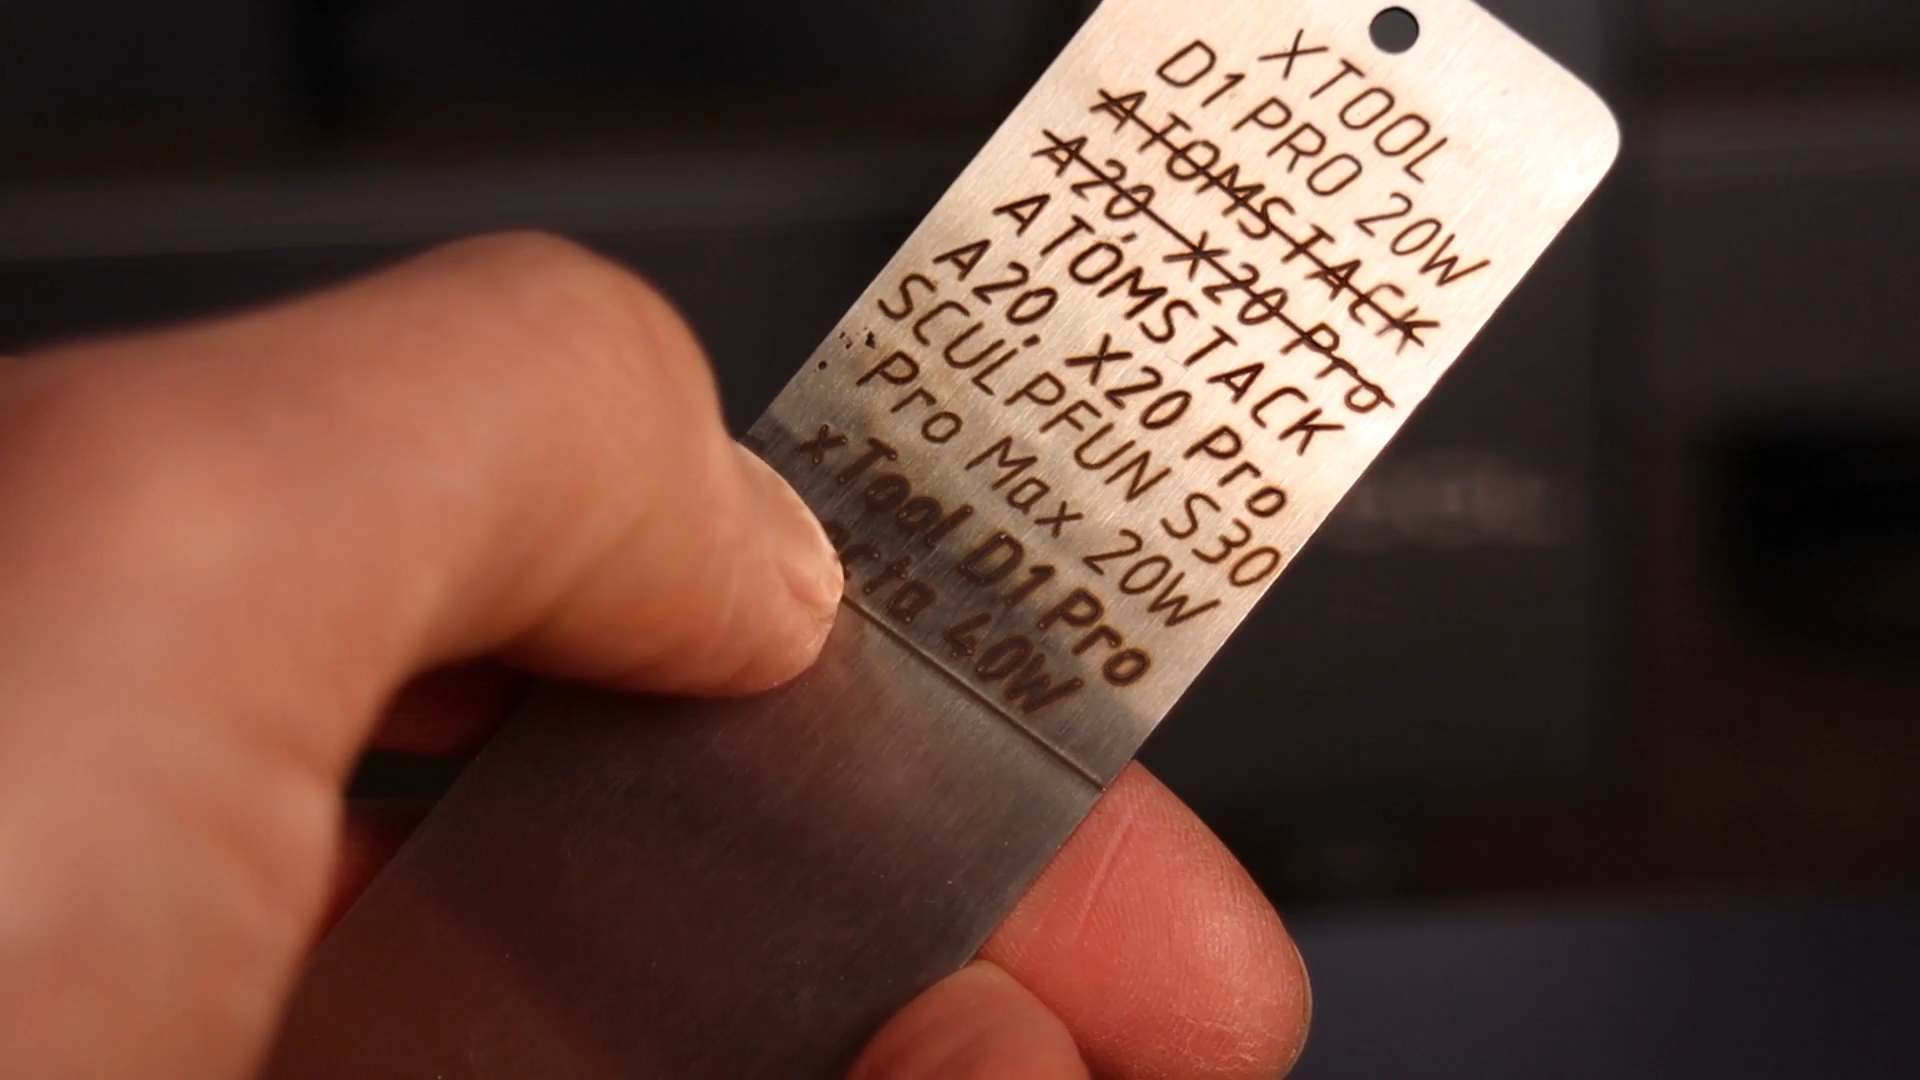 XTOOL
D1 PRO 20W
ATOMSTACK
A20, X20 Pro
ATOMSTACK
A20, X20 Pro
SCULPFUN S30
Pro Max 20W
xTool D1 Pro
40W